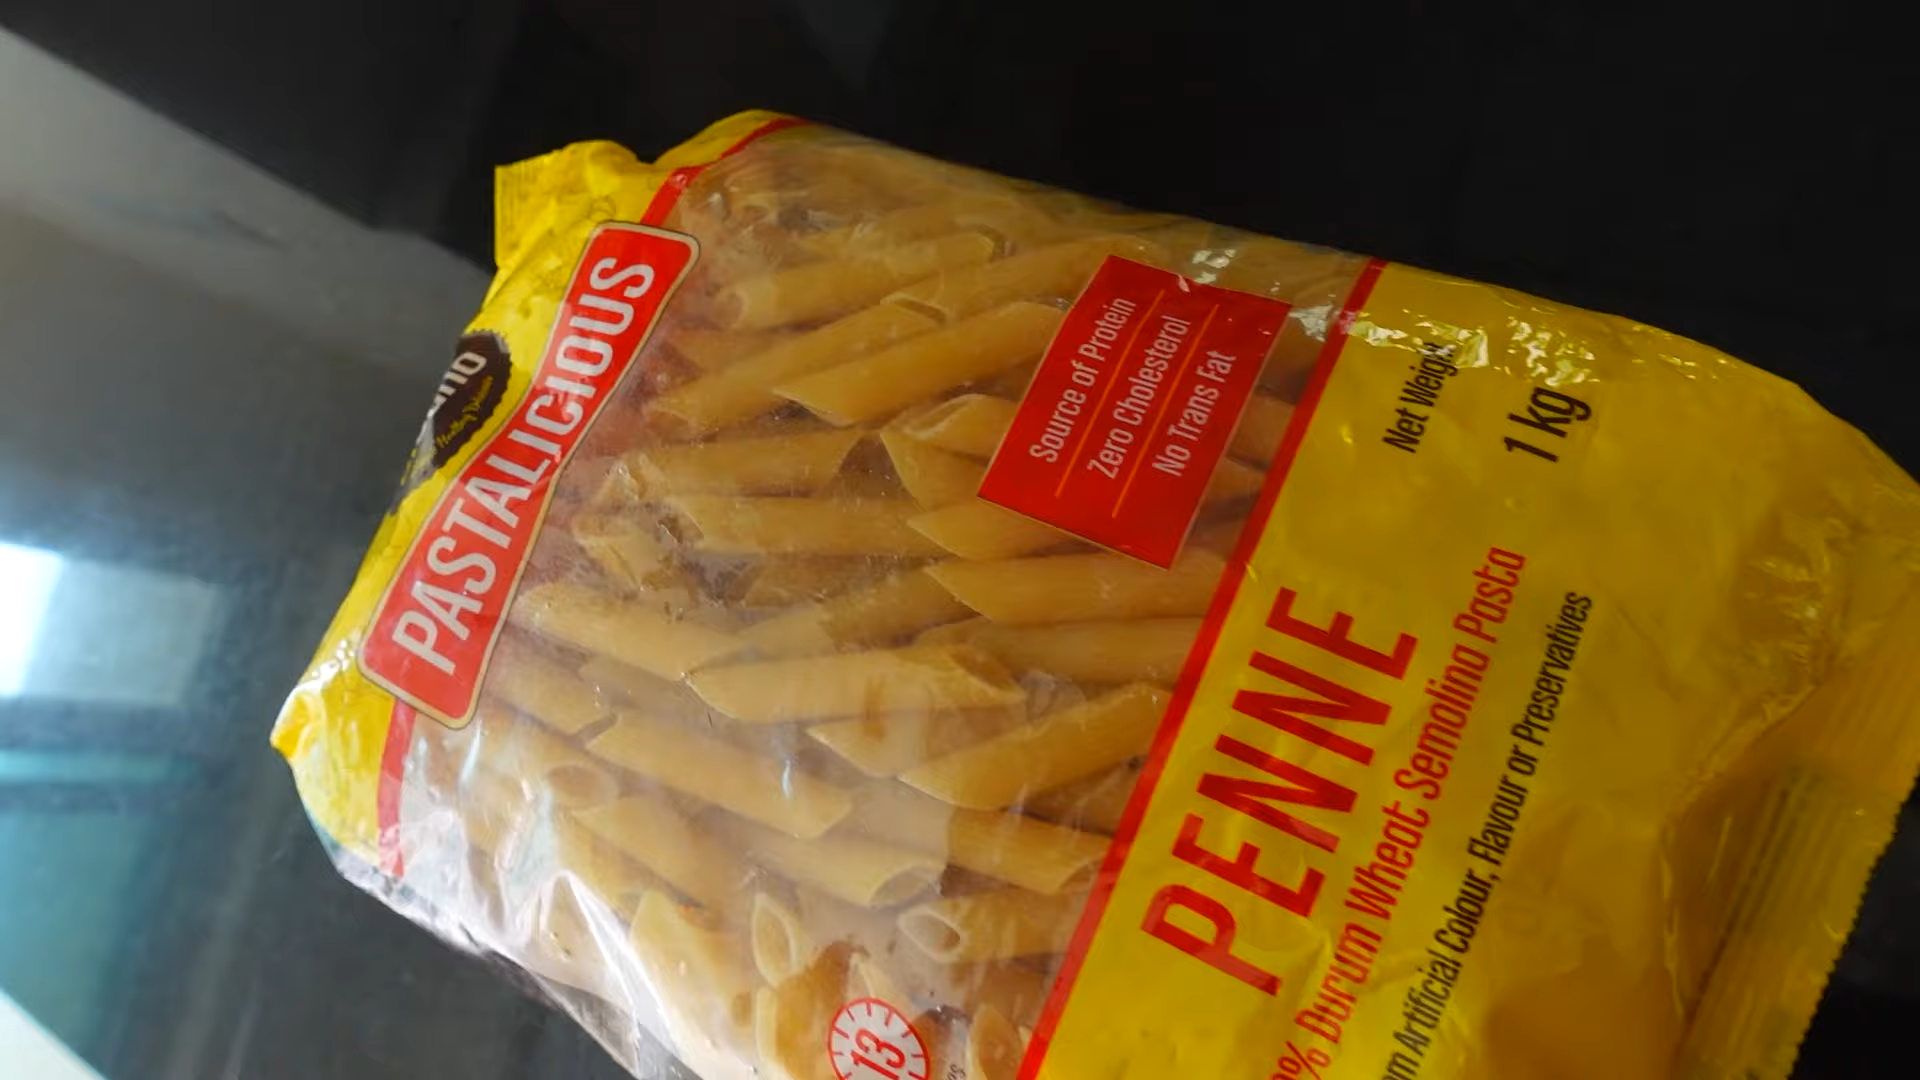 PASTALICIOUS
Source of Protein
Zero Cholesterol
No Trans Fat
Net Weight
1 kg
PENNE
Durum Wheat Semolina Pasta
Artificial Colour, Flavour or Preservatives
13